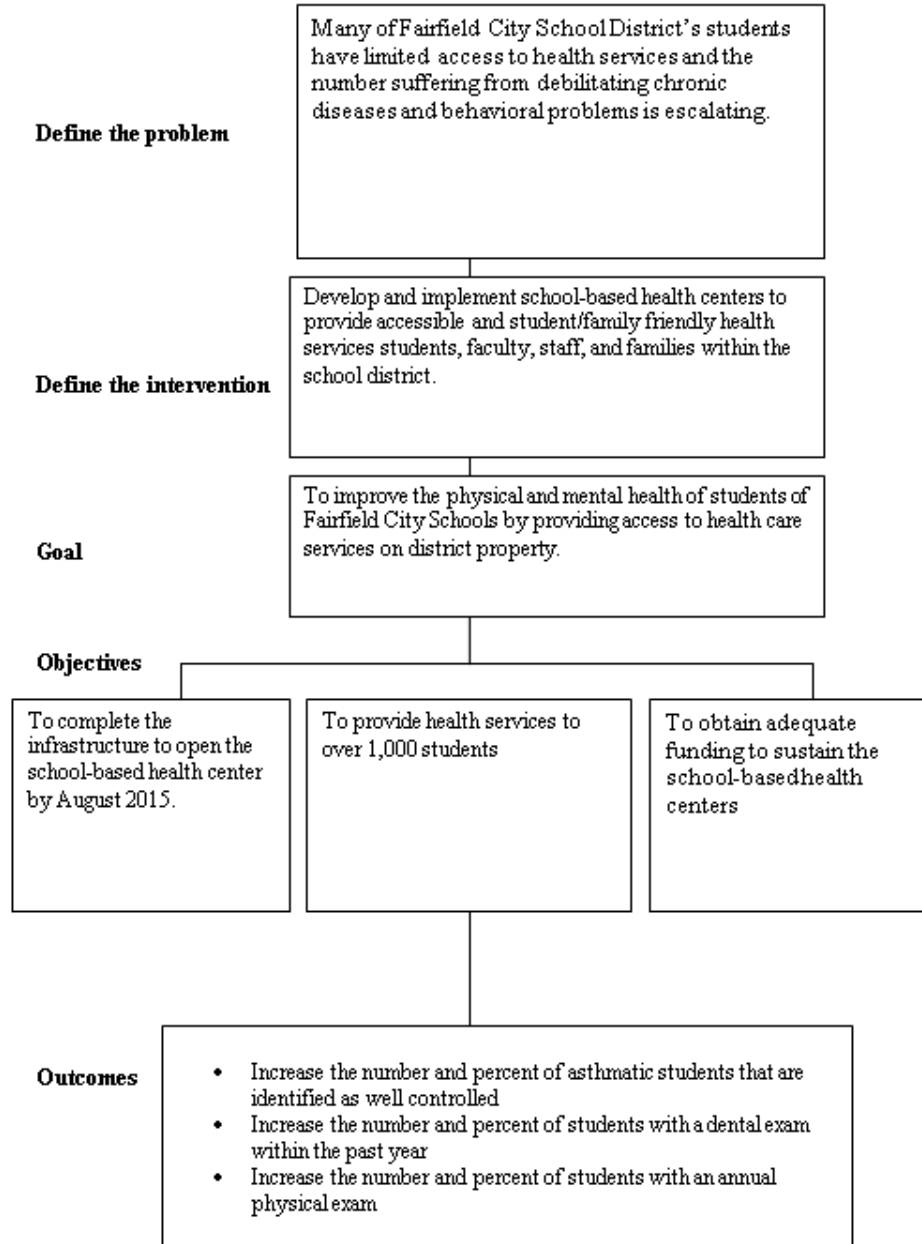 Many of Fairfield City School District's students
have limited access to health services and the
number suffering from debilitating chronic
diseases and behavioral problems is escalating.
Define the problem
Develop and implement school-based health centers to
provide accessible and student/family friendly health
services students, faculty, staff, and families within the
school district.
Define the intervention
To improve the physical and mental health of students of
Fairfield City Schools by providing access to health care
services on district property.
Goal
Objectives
To complete the
infrastructure to open the
school-based health center
by August 2015.
To provide health services to
over 1,000 students
To obtain adequate
funding to sustain the
school-based health
centers
Outcomes
• Increase the number and percent of asthmatic students that are
identified as well controlled
• Increase the number and percent of students with a dental exam
within the past year
• Increase the number and percent of students with an annual
physical exam